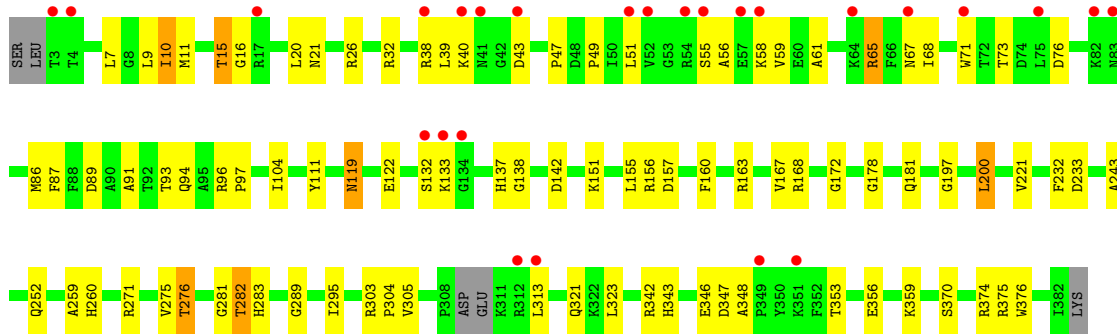 SER LEU T3 T4 L7 G8 L9 I10 M11 T15 G16 R17 L20 N21 R26 R32 R38 L39 K40 N41 G42 D43 P47 D48 P49 I50 L51 V52 G53 R54 S55 A56 E57 K58 V59 E60 A61 K64 R65 F66 N67 I68 W71 T72 T73 D74 L75 D76 K82 N83
M86 F87 F88 D89 A90 A91 T92 T93 Q94 A95 R96 P97 I104 Y111 N119 E122 S132 K133 G134 H137 G138 D142 K151 L155 R156 D157 F160 R163 V167 R168 G172 G178 Q181 G197 L200 V221 F232 D233 A243
Q252 A259 H260 R271 V275 T276 G281 T282 H283 G289 I295 R303 P304 V305 P308 ASP GLU K311 R312 L313 Q321 K322 L323 R342 H343 E346 D347 A348 P349 Y350 K351 F352 T353 E356 K359 S370 R374 R375 W376 I382 LYS